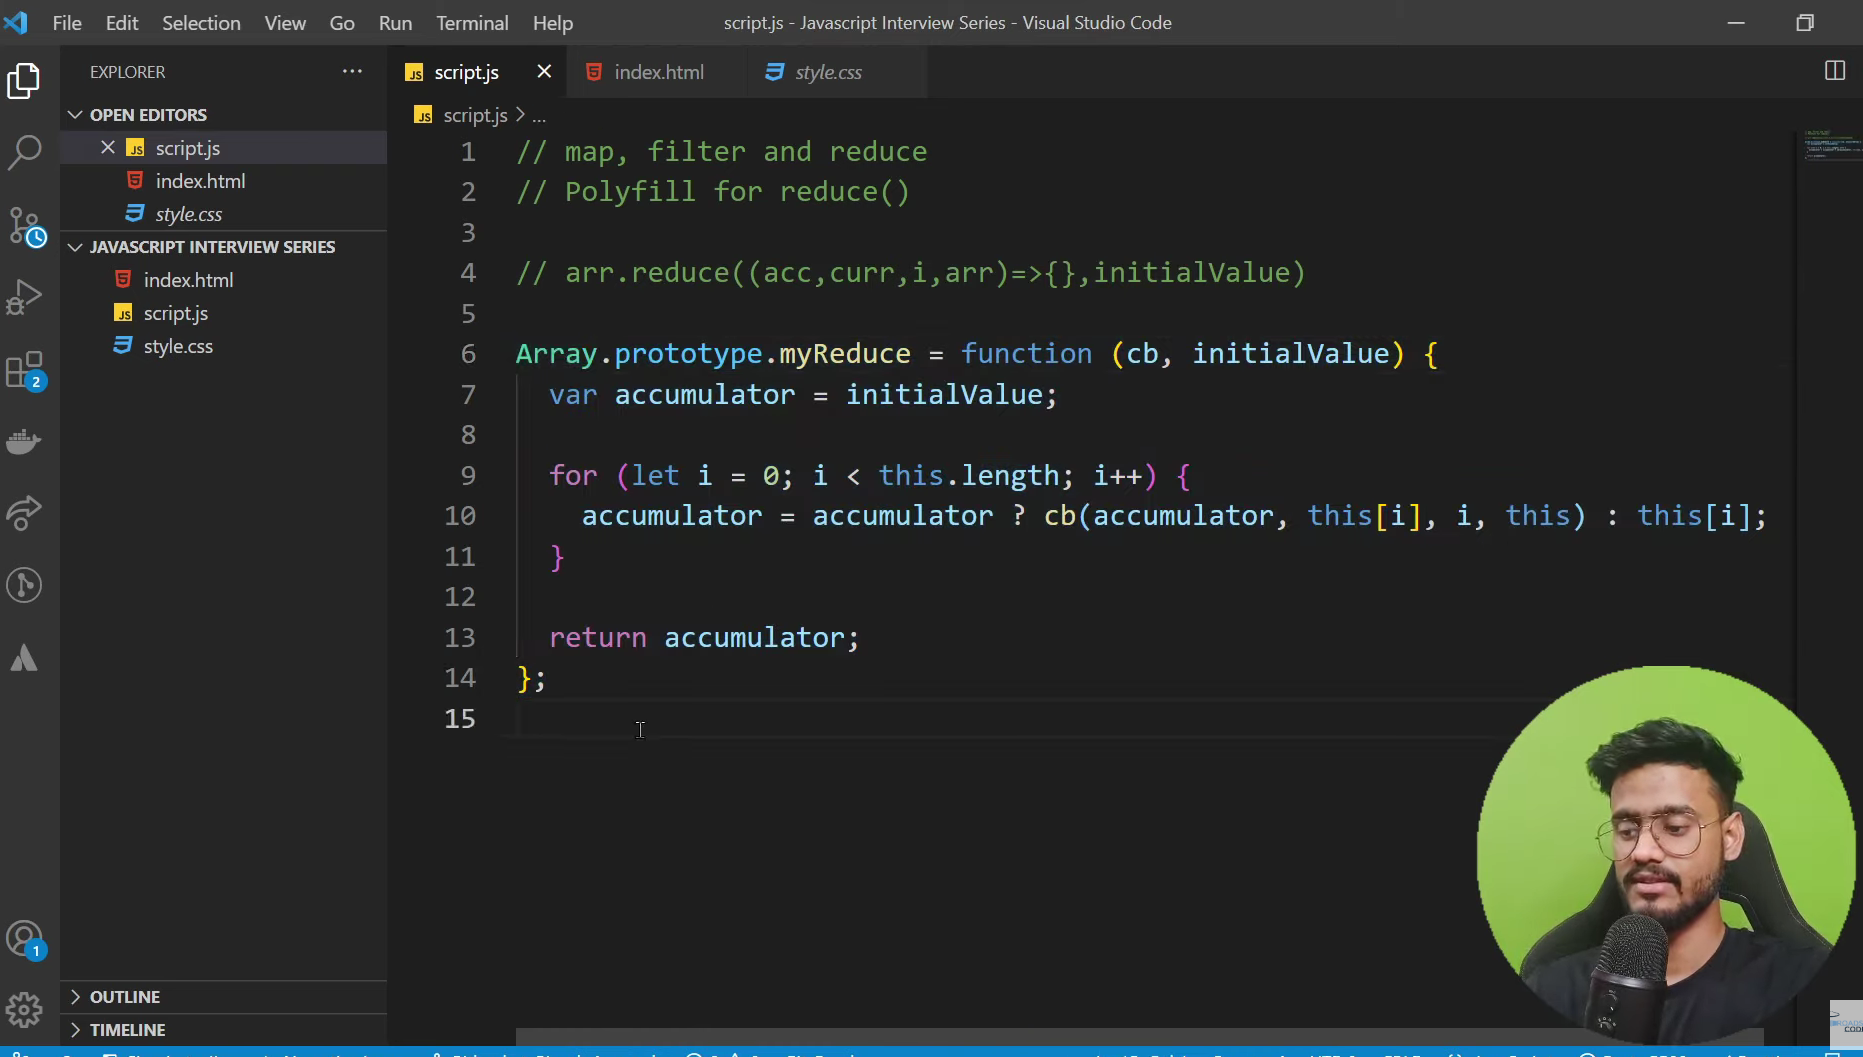 File Edit Selection View Go Run Terminal Help script.js - Javascript Interview Series - Visual Studio Code
EXPLORER
OPEN EDITORS
script.js
index.html
style.css
JAVASCRIPT INTERVIEW SERIES
index.html
script.js
style.css
OUTLINE
TIMELINE
2
1
script.js index.html style.css
script.js > ...
1 // map, filter and reduce
2 // Polyfill for reduce()
3
4 // arr.reduce((acc,curr,i,arr)=>{},initialValue)
5
6 Array.prototype.myReduce = function (cb, initialValue) {
7 var accumulator = initialValue;
8
9 for (let i = 0; i < this.length; i++) {
10 accumulator = accumulator ? cb(accumulator, this[i], i, this) : this[i];
11 }
12
13 return accumulator;
14 };
15